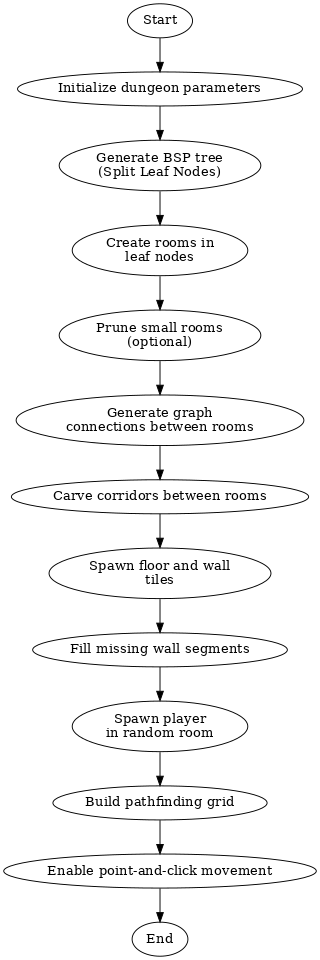 Start
Initialize dungeon parameters
Generate BSP tree
(Split Leaf Nodes)
Create rooms in
leaf nodes
Prune small rooms
(optional)
Generate graph
connections between rooms
Carve corridors between rooms
Spawn floor and wall
tiles
Fill missing wall segments
Spawn player
in random room
Build pathfinding grid
Enable point-and-click movement
End